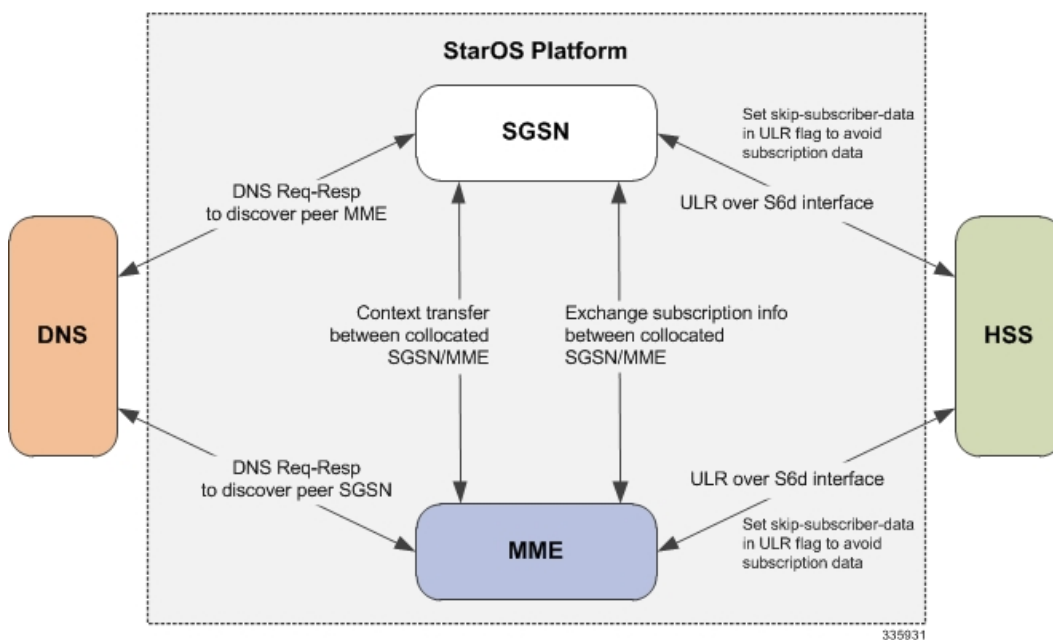 StarOS Platform
SGSN
Set skip-subscriber-data
in ULR flag to avoid
subscription data
DNS Req-Resp
to discover peer MME
ULR over S6d interface
DNS
Context transfer
between collocated
SGSN/MME
Exchange subscription info
between collocated
SGSN/MME
HSS
DNS Req-Resp
to discover peer SGSN
ULR over S6d interface
MME
Set skip-subscriber-data
in ULR flag to avoid
subscription data
335931